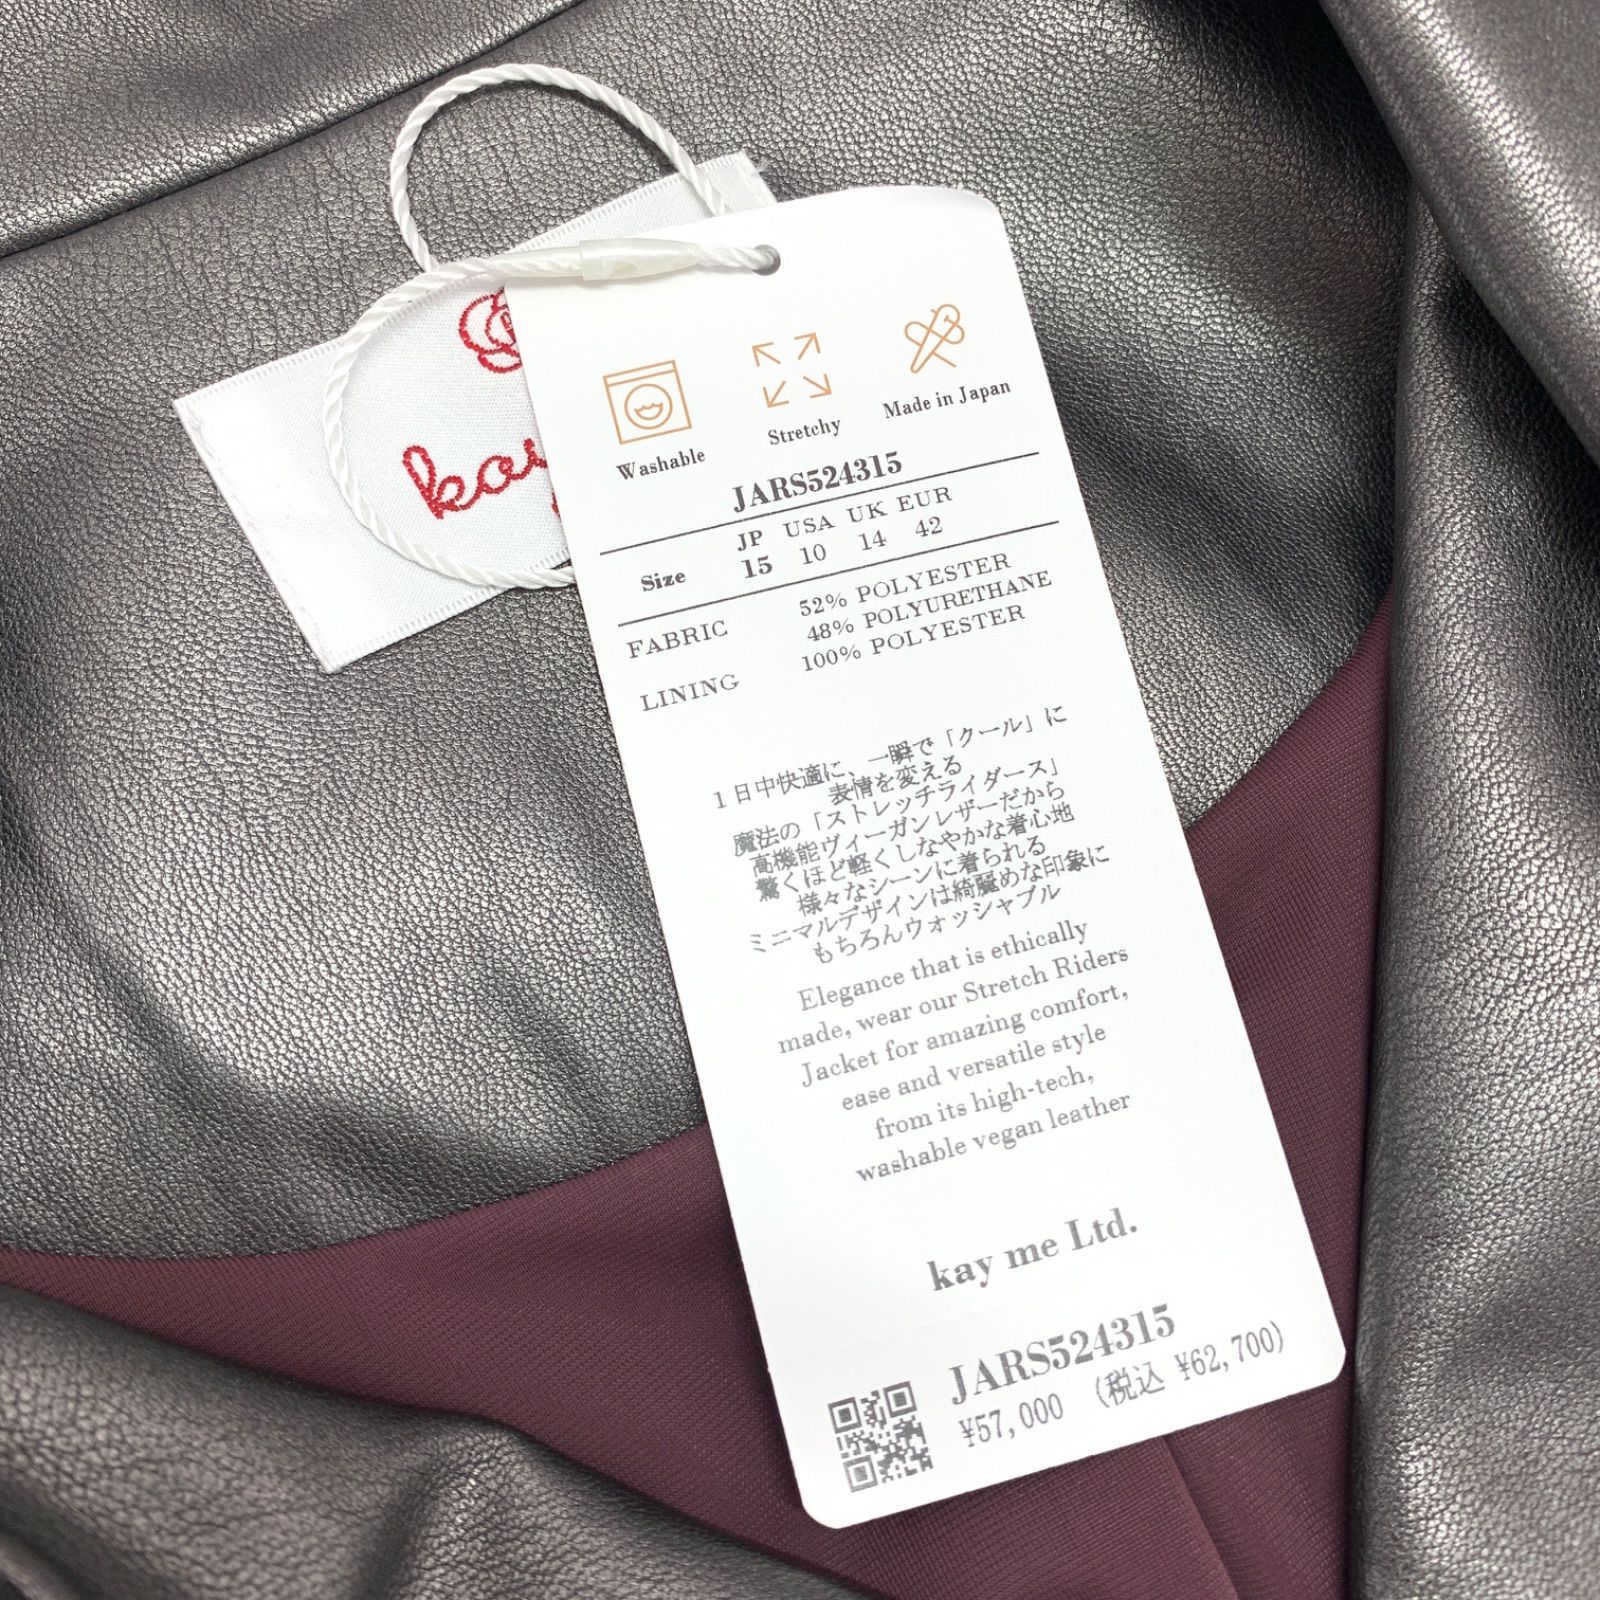 Washable
Stretchy
Made in Japan
JARS524315
JP USA UK EUR
Size 15 10 14 42
FABRIC 52% POLYESTER
48% POLYURETHANE
LINING 100% POLYESTER
1日中快適に、一瞬で「クール」に
表情を変える
魔法の「ストレッチライダース」
高機能ヴィーガンレザーだから
驚くほど軽くしなやかな着心地
様々なシーンに着られる
ミニマルデザインは綺麗めな印象に
もちろんウォッシャブル
Elegance that is ethically
made, wear our Stretch Riders
Jacket for amazing comfort,
ease and versatile style
from its high-tech,
washable vegan leather
kay me Ltd.
JARS524315
¥57,000 (税込 ¥62,700)